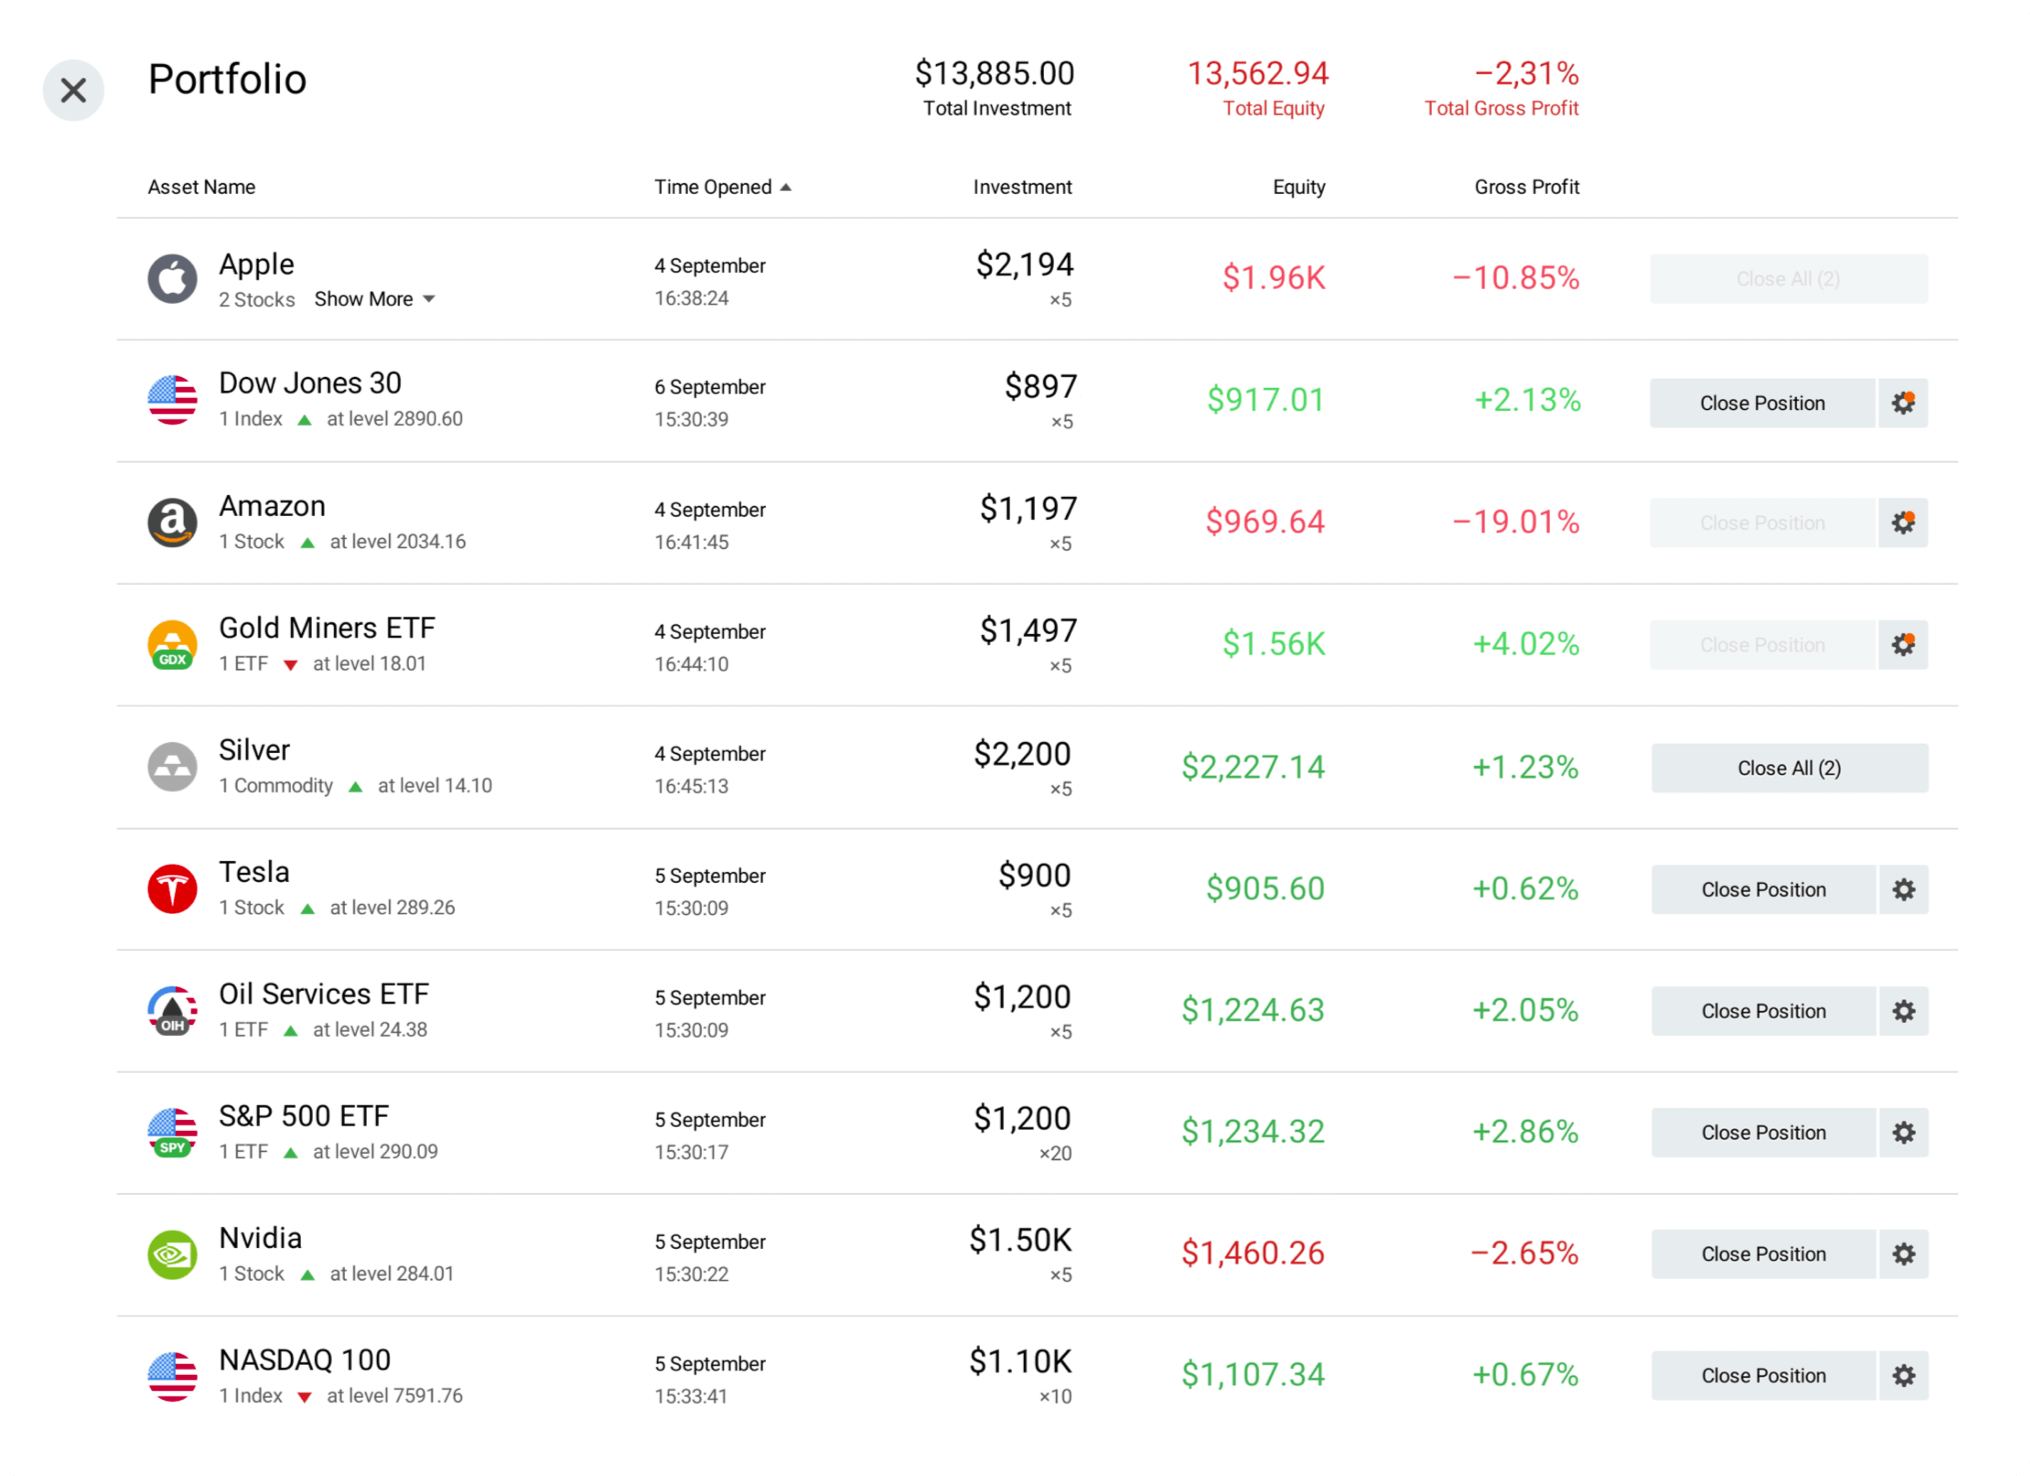 Portfolio
$13,885.00 13,562.94 −2,31%
Total Investment Total Equity Total Gross Profit
Asset Name Time Opened Investment Equity Gross Profit
Apple 4 September $2,194 $1.96K −10.85% Close All (2)
2 Stocks Show More 16:38:24 ×5
Dow Jones 30 6 September $897 $917.01 +2.13% Close Position
1 Index at level 2890.60 15:30:39 ×5
a
Amazon 4 September $1,197 $969.64 −19.01% Close Position
1 Stock at level 2034.16 16:41:45 ×5
Gold Miners ETF 4 September $1,497 $1.56K +4.02% Close Position
GDX 1 ETF at level 18.01 16:44:10 ×5
Silver 4 September $2,200 $2,227.14 +1.23% Close All (2)
1 Commodity at level 14.10 16:45:13 ×5
Tesla 5 September $900 $905.60 +0.62% Close Position
1 Stock at level 289.26 15:30:09 ×5
Oil Services ETF 5 September $1,200 $1,224.63 +2.05% Close Position
OIH 1 ETF at level 24.38 15:30:09 ×5
S&P 500 ETF 5 September $1,200 $1,234.32 +2.86% Close Position
SPY 1 ETF at level 290.09 15:30:17 ×20
Nvidia 5 September $1.50K $1,460.26 −2.65% Close Position
1 Stock at level 284.01 15:30:22 ×5
NASDAQ 100 5 September $1.10K $1,107.34 +0.67% Close Position
1 Index at level 7591.76 15:33:41 ×10